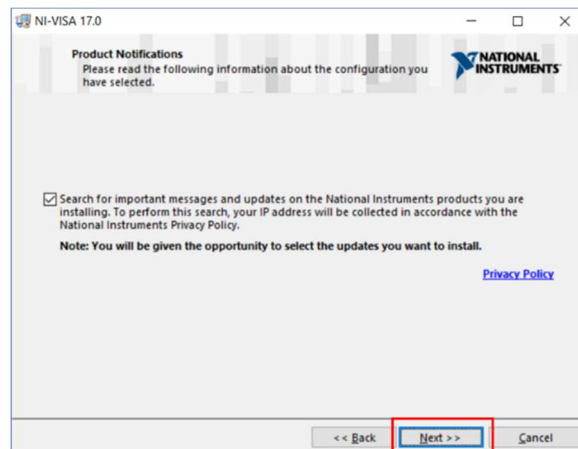 NI-VISA 17.0
Product Notifications
Please read the following information about the configuration you
have selected.
NATIONAL
INSTRUMENTS
Search for important messages and updates on the National Instruments products you are
installing. To perform this search, your IP address will be collected in accordance with the
National Instruments Privacy Policy.
Note: You will be given the opportunity to select the updates you want to install.
Privacy Policy
<< Back
Next >>
Cancel